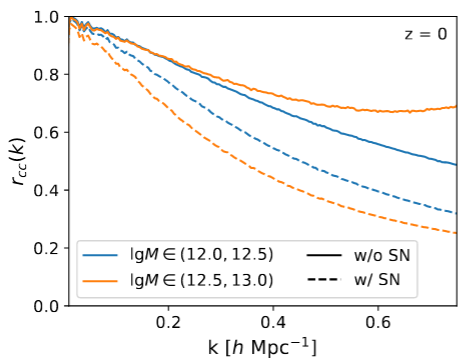 1.0
z = 0
0.8
0.6
r_cc(k)
0.4
0.2
lgM ∈ (12.0, 12.5) w/o SN
lgM ∈ (12.5, 13.0) w/ SN
0.0
0.2 0.4 0.6
k [h Mpc⁻¹]